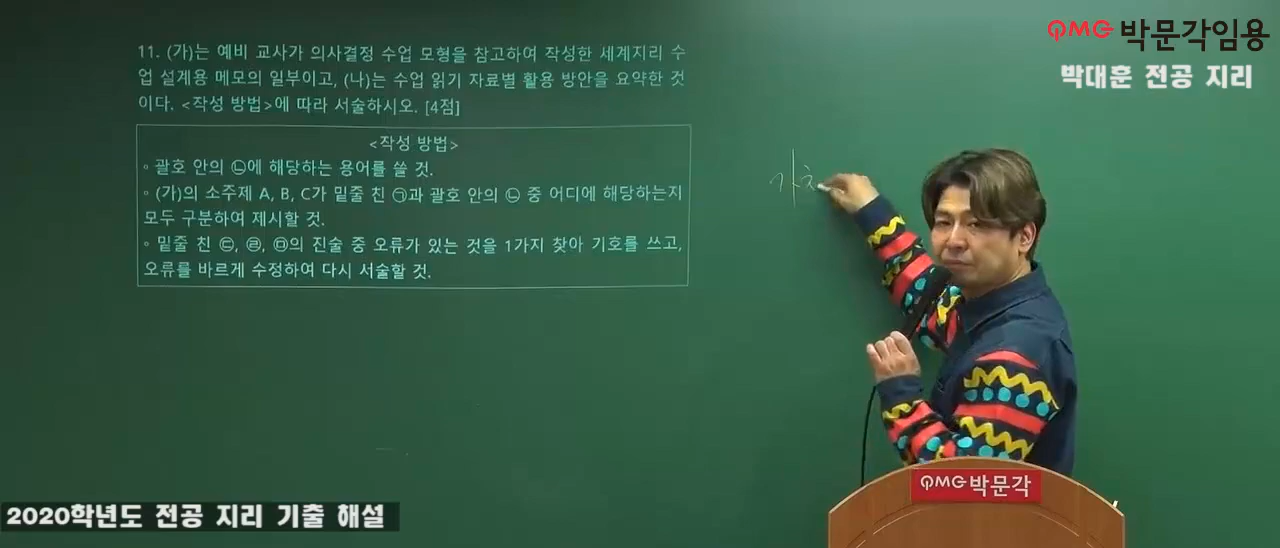 11. (가)는 예비 교사가 의사결정 수업 모형을 참고하여 작성한 세계지리 수
업 설계용 메모의 일부이고, (나)는 수업 읽기 자료별 활용 방안을 요약한 것
이다. <작성 방법>에 따라 서술하시오. [4점]
<작성 방법>
◦ 괄호 안의 ㉡에 해당하는 용어를 쓸 것.
◦ (가)의 소주제 A, B, C가 밑줄 친 ㉠과 괄호 안의 ㉡ 중 어디에 해당하는지
모두 구분하여 제시할 것.
◦ 밑줄 친 ㉢, ㉣, ㉤의 진술 중 오류가 있는 것을 1가지 찾아 기호를 쓰고,
오류를 바르게 수정하여 다시 서술할 것.
PMG 박문각임용
박대훈 전공 지리
PMG 박문각
2020학년도 전공 지리 기출 해설